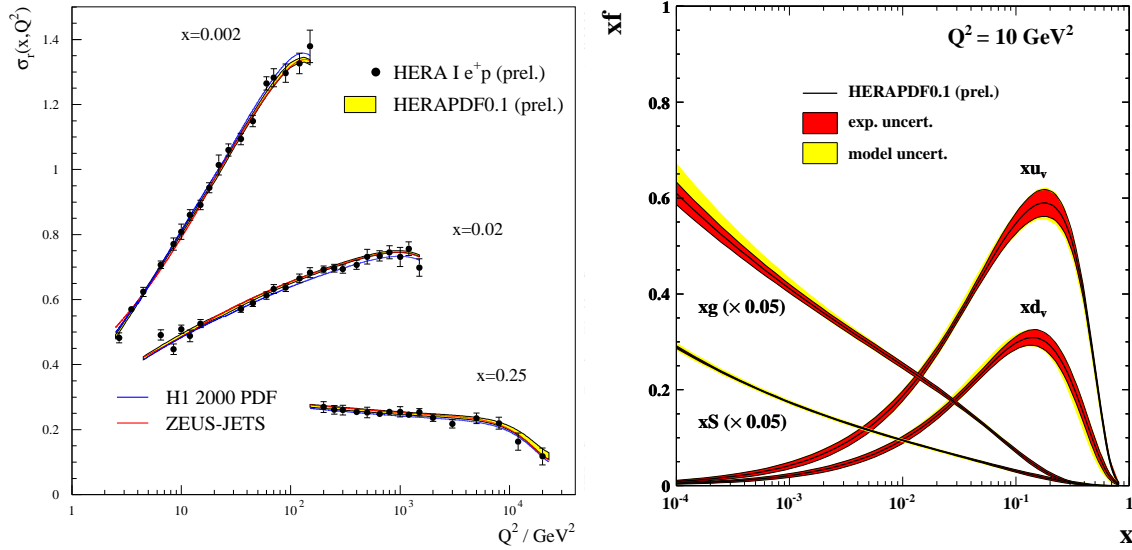 σr(x,Q²)
1.4
1.2
1
0.8
0.6
0.4
0.2
0
x=0.002
HERA I e⁺p (prel.)
HERAPDF0.1 (prel.)
x=0.02
x=0.25
H1 2000 PDF
ZEUS-JETS
1 10 10² 10³ 10⁴
Q² / GeV²
xf
1
0.8
0.6
0.4
0.2
0
Q² = 10 GeV²
HERAPDF0.1 (prel.)
exp. uncert.
model uncert.
xuᵥ
xg (× 0.05)
xdᵥ
xS (× 0.05)
10⁻⁴ 10⁻³ 10⁻² 10⁻¹ 1
x